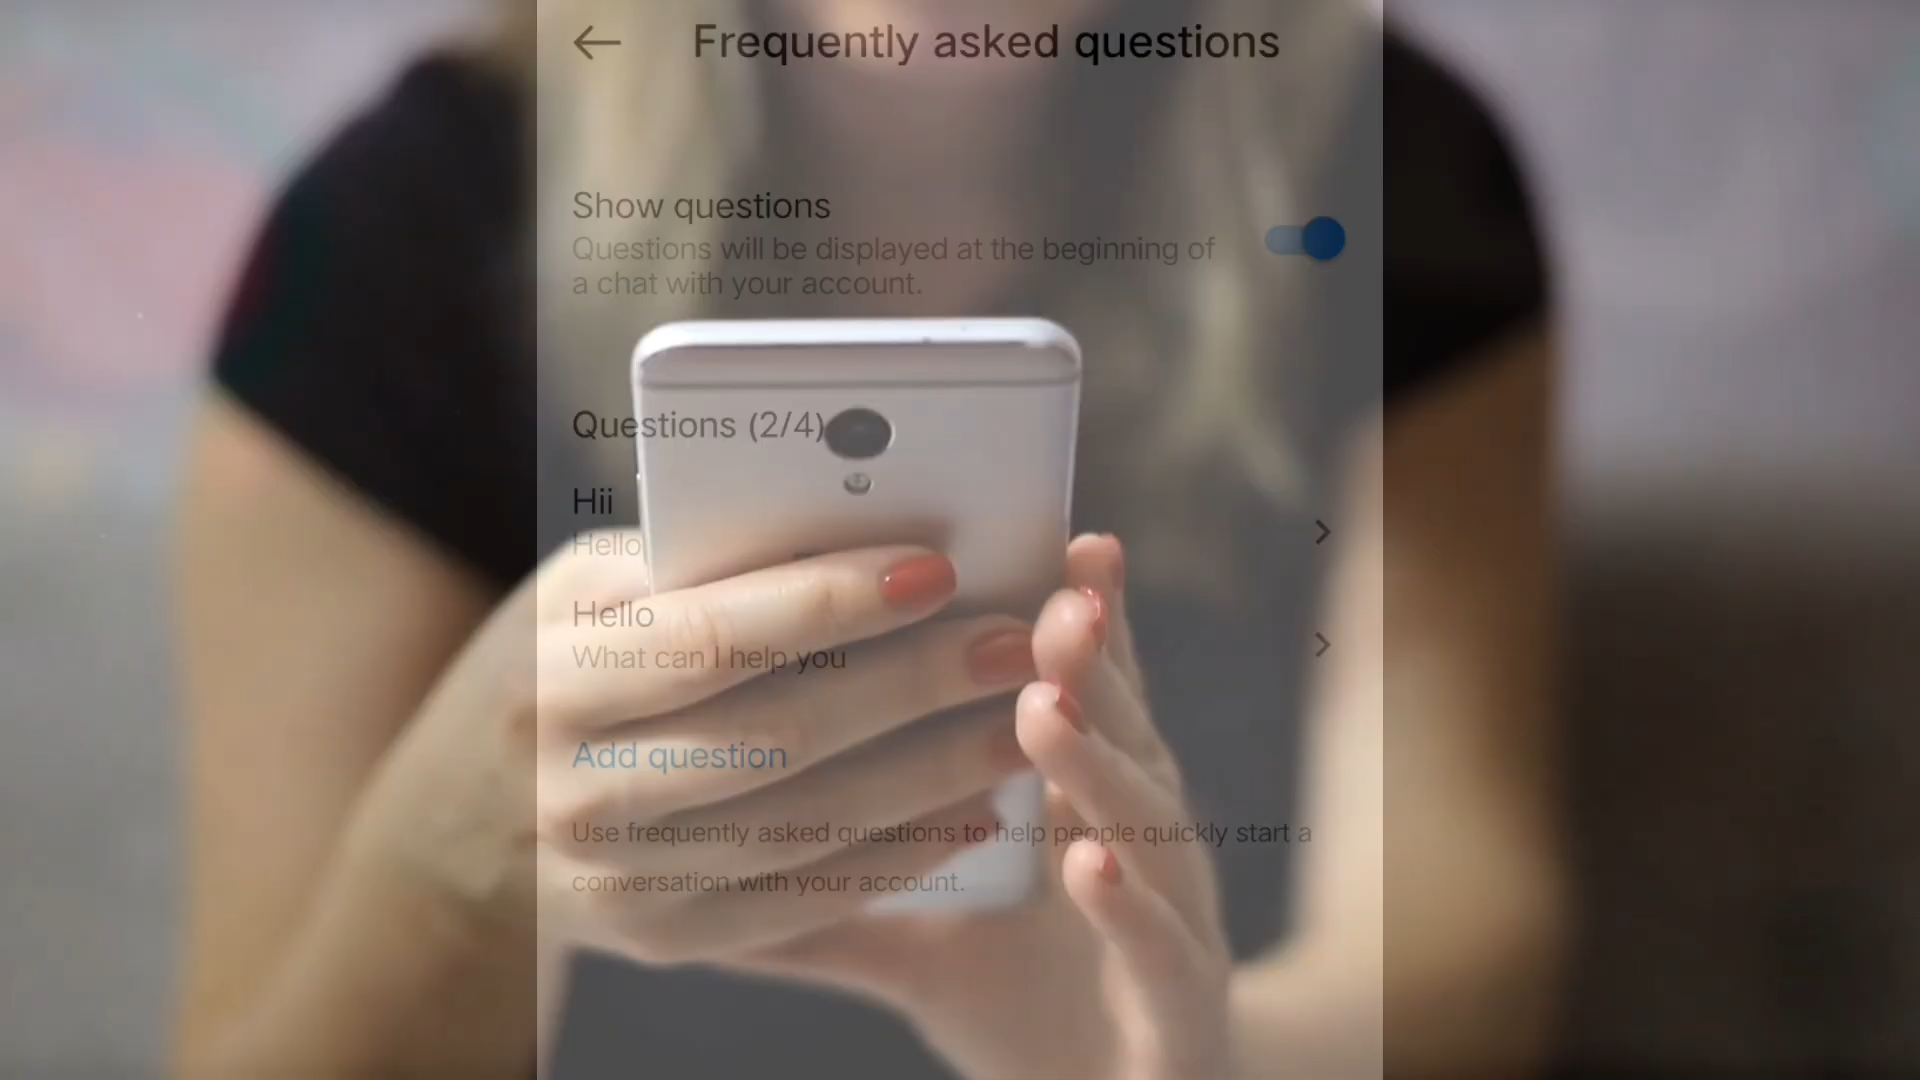 Frequently asked questions
Show questions
Questions will be displayed at the beginning of
a chat with your account.
Questions (2/4)
Hii
Hello
Hello
What can I help you
Add question
Use frequently asked questions to help people quickly start a
conversation with your account.